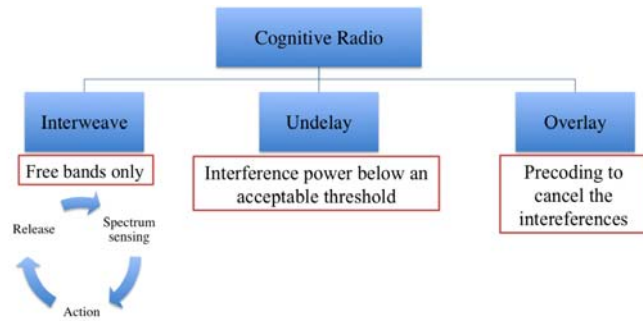 Cognitive Radio
Interweave
Undelay
Overlay
Free bands only
Interference power below an
acceptable threshold
Precoding to
cancel the
intereferences
Release
Spectrum
sensing
Action